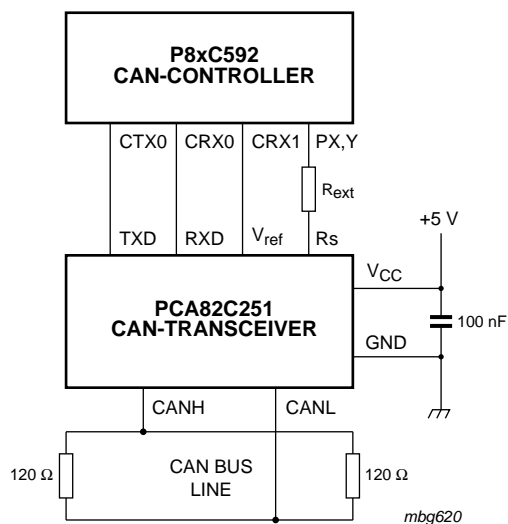 P8xC592
CAN-CONTROLLER
CTX0 CRX0 CRX1 PX,Y
Rext
+5 V
TXD RXD Vref Rs
VCC
PCA82C251
CAN-TRANSCEIVER
100 nF
GND
CANH CANL
120 Ω CAN BUS 120 Ω
LINE
mbg620